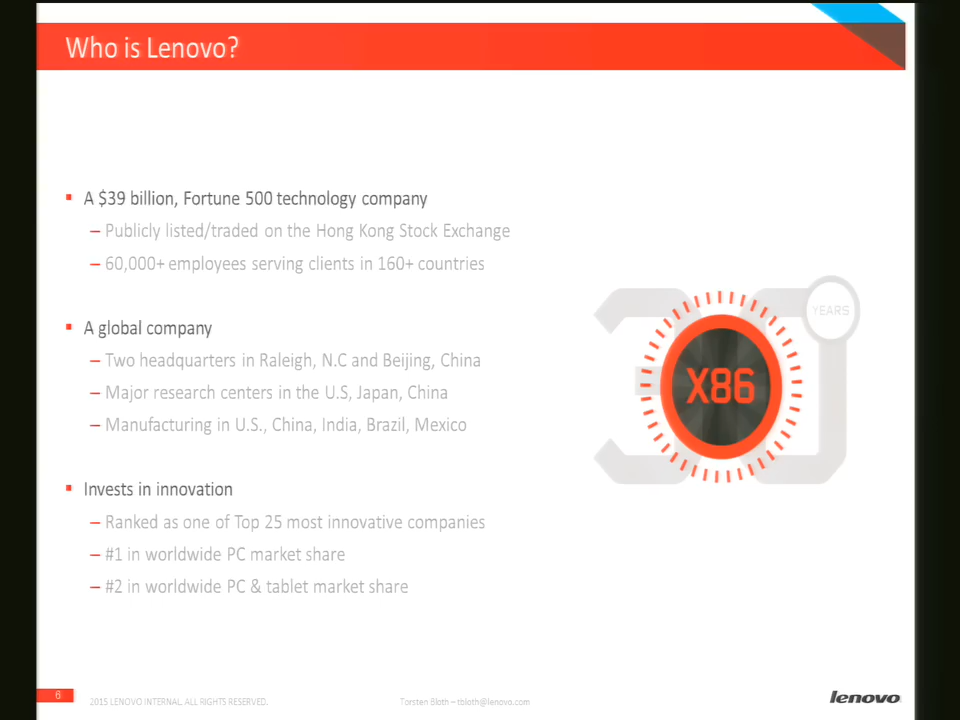 Who is Lenovo?
A $39 billion, Fortune 500 technology company
– Publicly listed/traded on the Hong Kong Stock Exchange
– 60,000+ employees serving clients in 160+ countries
A global company
– Two headquarters in Raleigh, N.C and Beijing, China
– Major research centers in the U.S, Japan, China
– Manufacturing in U.S., China, India, Brazil, Mexico
Invests in innovation
– Ranked as one of Top 25 most innovative companies
– #1 in worldwide PC market share
– #2 in worldwide PC & tablet market share
YEARS
X86
6
2015 LENOVO INTERNAL. ALL RIGHTS RESERVED.
Torsten Bloth – tbloth@lenovo.com
lenovo